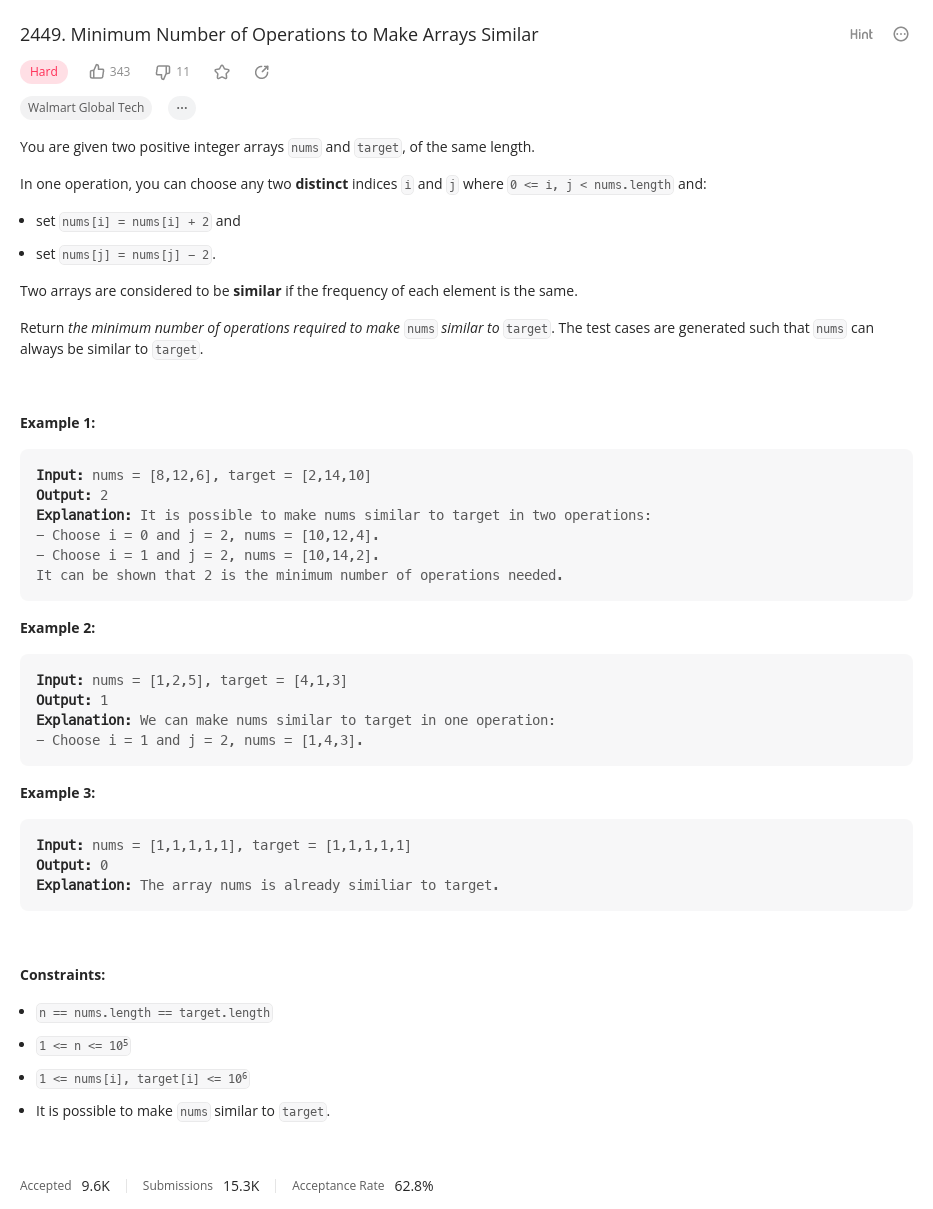 2449. Minimum Number of Operations to Make Arrays Similar
Hint
Hard 343 11
Walmart Global Tech ···
You are given two positive integer arrays nums and target, of the same length.
In one operation, you can choose any two distinct indices i and j where 0 <= i, j < nums.length and:
• set nums[i] = nums[i] + 2 and
• set nums[j] = nums[j] − 2.
Two arrays are considered to be similar if the frequency of each element is the same.
Return the minimum number of operations required to make nums similar to target. The test cases are generated such that nums can
always be similar to target.
Example 1:
Input: nums = [8,12,6], target = [2,14,10]
Output: 2
Explanation: It is possible to make nums similar to target in two operations:
− Choose i = 0 and j = 2, nums = [10,12,4].
− Choose i = 1 and j = 2, nums = [10,14,2].
It can be shown that 2 is the minimum number of operations needed.
Example 2:
Input: nums = [1,2,5], target = [4,1,3]
Output: 1
Explanation: We can make nums similar to target in one operation:
− Choose i = 1 and j = 2, nums = [1,4,3].
Example 3:
Input: nums = [1,1,1,1,1], target = [1,1,1,1,1]
Output: 0
Explanation: The array nums is already similiar to target.
Constraints:
• n == nums.length == target.length
• 1 <= n <= 10⁵
• 1 <= nums[i], target[i] <= 10⁶
• It is possible to make nums similar to target.
Accepted 9.6K Submissions 15.3K Acceptance Rate 62.8%